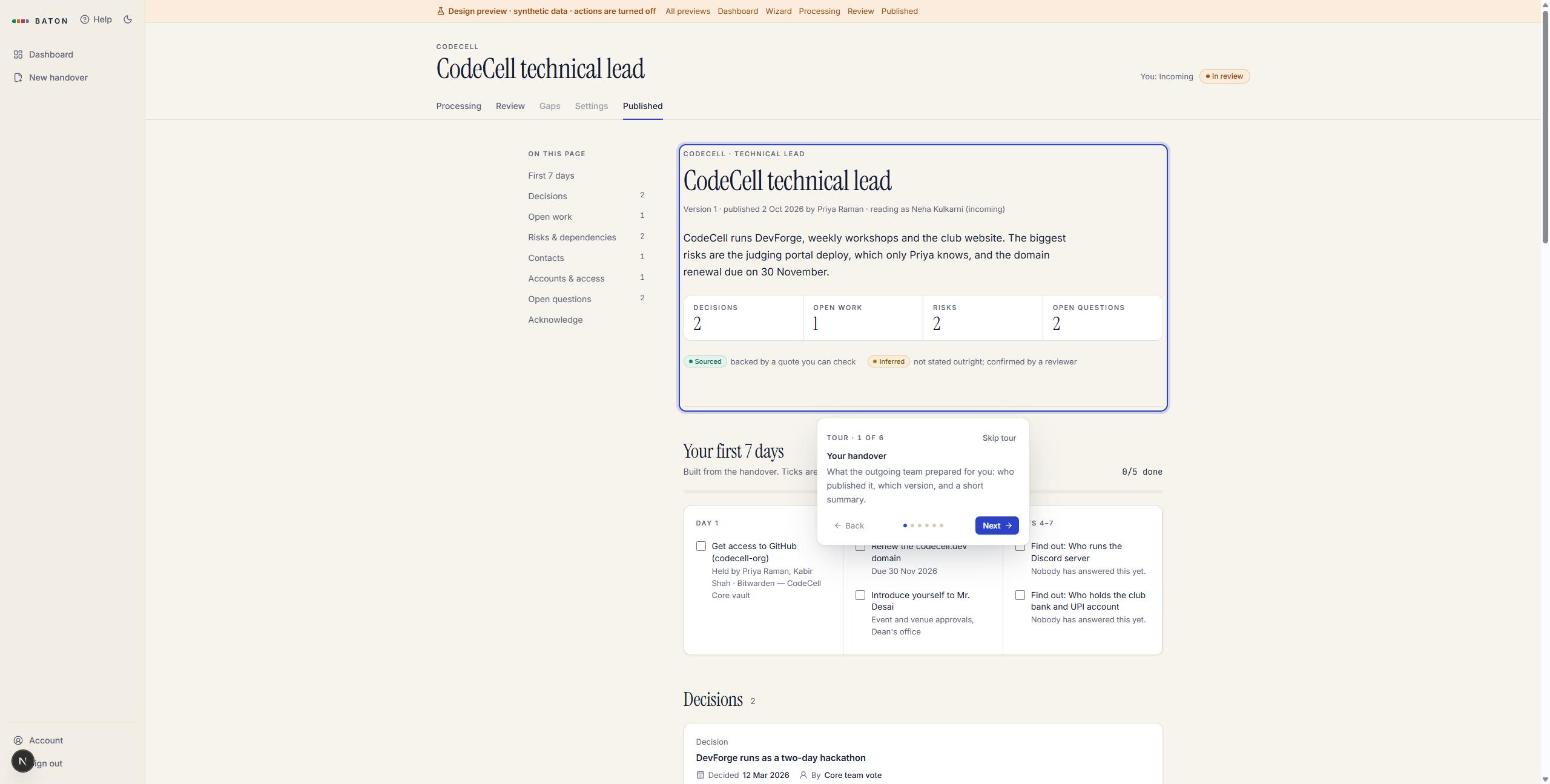 BATON
Help
Dashboard
New handover
Design preview · synthetic data · actions are turned off All previews Dashboard Wizard Processing Review Published
CODECELL
CodeCell technical lead
You: Incoming In review
Processing Review Gaps Settings Published
ON THIS PAGE
First 7 days
Decisions 2
Open work 1
Risks & dependencies 2
Contacts 1
Accounts & access 1
Open questions 2
Acknowledge
CODECELL · TECHNICAL LEAD
CodeCell technical lead
Version 1 · published 2 Oct 2026 by Priya Raman · reading as Neha Kulkarni (incoming)
CodeCell runs DevForge, weekly workshops and the club website. The biggest
risks are the judging portal deploy, which only Priya knows, and the domain
renewal due on 30 November.
DECISIONS OPEN WORK RISKS OPEN QUESTIONS
2 1 2 2
Sourced backed by a quote you can check Inferred not stated outright; confirmed by a reviewer
TOUR · 1 OF 6 Skip tour
Your handover
What the outgoing team prepared for you: who
published it, which version, and a short
summary.
Back Next
Your first 7 days
Built from the handover. Ticks are
0/5 done
DAY 1
Get access to GitHub
(codecell-org)
Held by Priya Raman, Kabir
Shah · Bitwarden — CodeCell
Core vault
Renew the codecell.dev
domain
Due 30 Nov 2026
Introduce yourself to Mr.
Desai
Event and venue approvals,
Dean's office
S 4–7
Find out: Who runs the
Discord server
Nobody has answered this yet.
Find out: Who holds the club
bank and UPI account
Nobody has answered this yet.
Decisions 2
Decision
DevForge runs as a two-day hackathon
Decided 12 Mar 2026 By Core team vote
Account
N
ign out